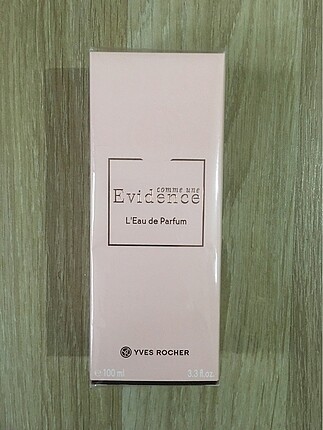 comme une
Evidence
L'Eau de Parfum
YVES ROCHER
e 100 ml 3.3 fl.oz.